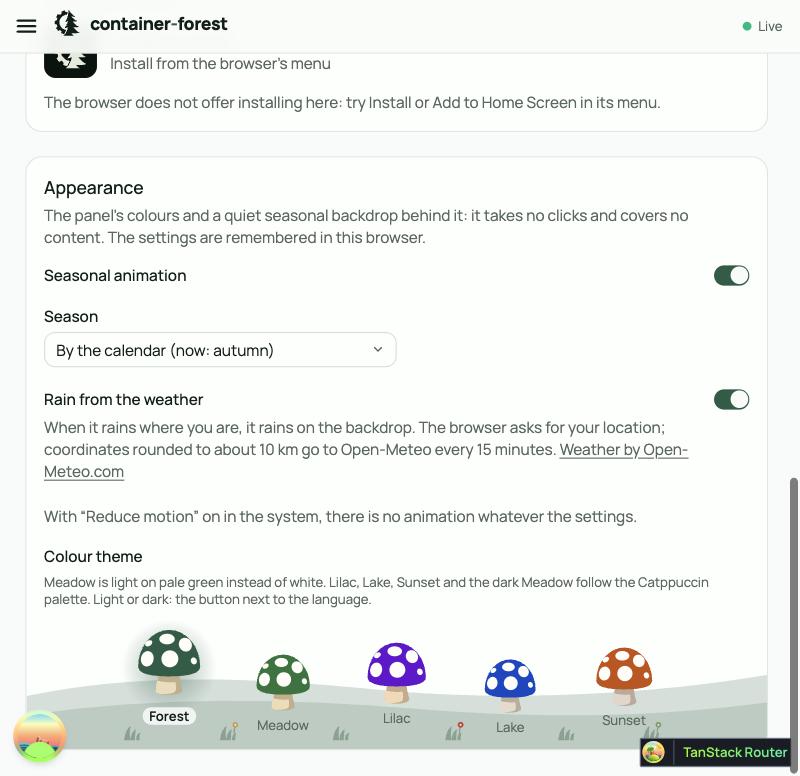 container-forest
Live
Install from the browser's menu
The browser does not offer installing here: try Install or Add to Home Screen in its menu.
Appearance
The panel's colours and a quiet seasonal backdrop behind it: it takes no clicks and covers no
content. The settings are remembered in this browser.
Seasonal animation
Season
By the calendar (now: autumn)
Rain from the weather
When it rains where you are, it rains on the backdrop. The browser asks for your location;
coordinates rounded to about 10 km go to Open-Meteo every 15 minutes. Weather by Open-
Meteo.com
With “Reduce motion” on in the system, there is no animation whatever the settings.
Colour theme
Meadow is light on pale green instead of white. Lilac, Lake, Sunset and the dark Meadow follow the Catppuccin
palette. Light or dark: the button next to the language.
Forest
Meadow
Lilac
Lake
Sunset
TanStack Router